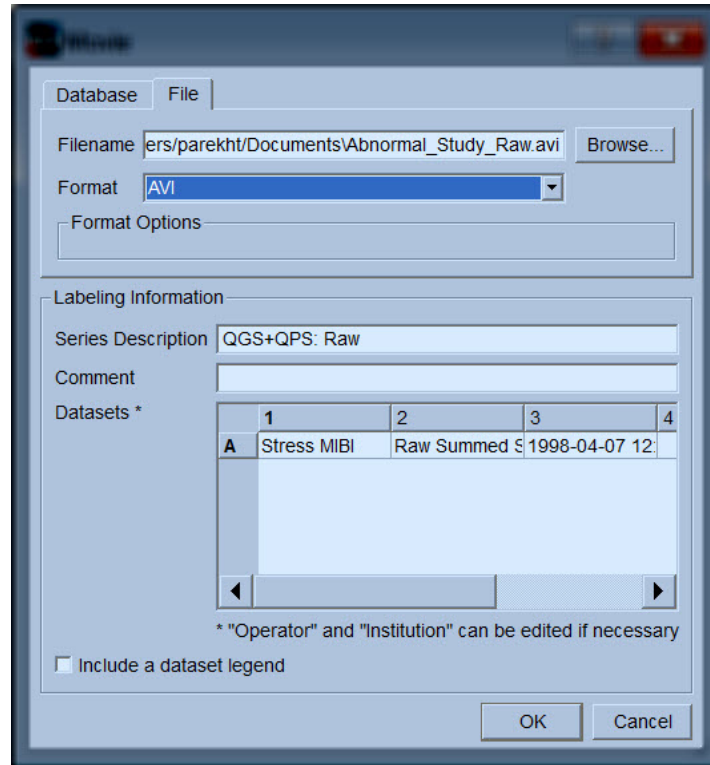 Movie
Database File
Filename ers/parekht/Documents\Abnormal_Study_Raw.avi Browse...
Format AVI
Format Options
Labeling Information
Series Description QGS+QPS: Raw
Comment
Datasets *
1 2 3 4
A Stress MIBI Raw Summed S 1998-04-07 12:
* "Operator" and "Institution" can be edited if necessary
Include a dataset legend
OK Cancel